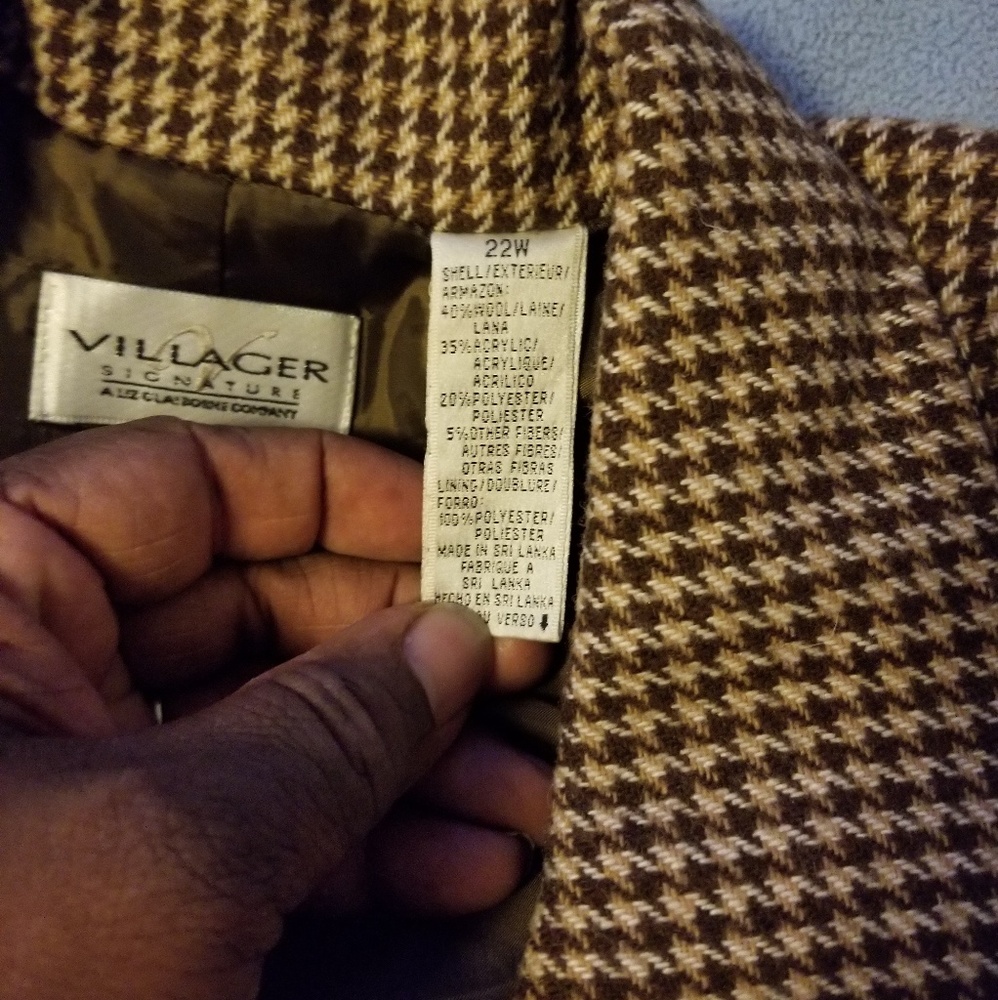 VILLAGER
SIGNATURE
A LIZ CLAIBORNE COMPANY
22W
SHELL/EXTERIEUR/
ARMAZON:
40%WOOL/LAINE/
LANA
35%ACRYLIC/
ACRYLIQUE/
ACRILICO
20%POLYESTER/
POLIESTER
5%OTHER FIBERS/
AUTRES FIBRES/
OTRAS FIBRAS
LINING/DOUBLURE/
FORRO:
100%POLYESTER/
POLIESTER
MADE IN SRI LANKA
FABRIQUE A
SRI LANKA
HECHO EN SRI LANKA
VERSO